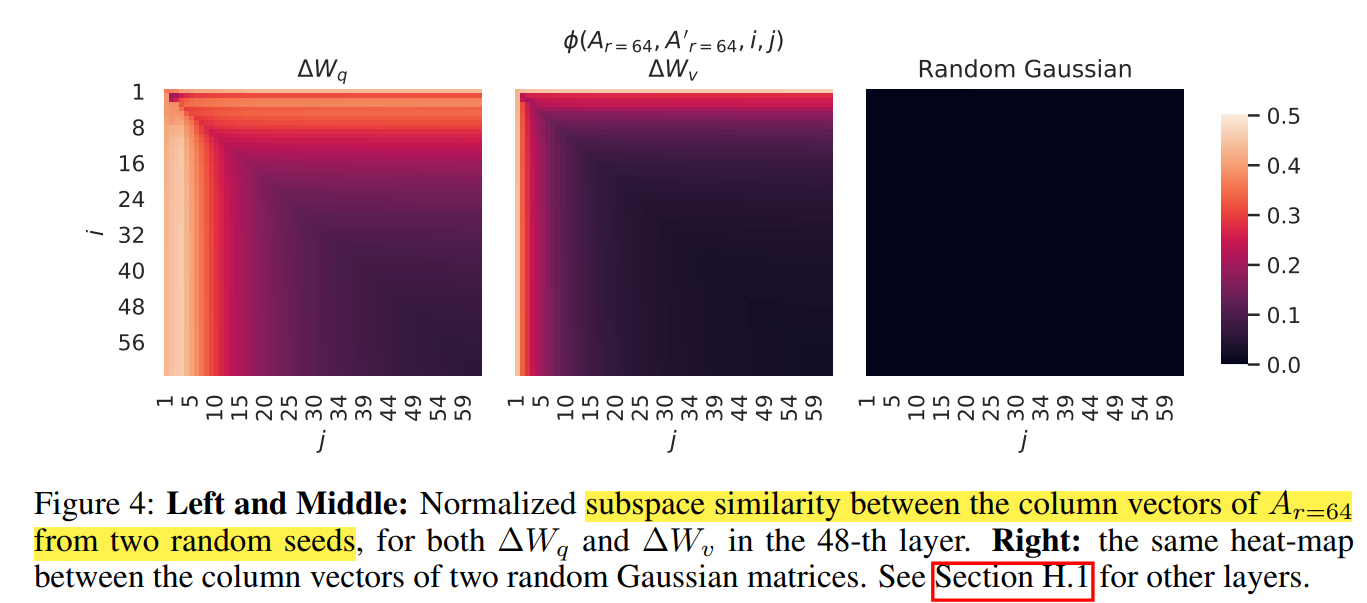 ϕ(A_{r=64}, A'_{r=64}, i, j)
ΔW_q ΔW_v Random Gaussian
1
8
16
24
32
40
48
56
i
0.5
0.4
0.3
0.2
0.1
0.0
1 5 10 15 20 25 30 34 39 44 49 54 59 1 5 10 15 20 25 30 34 39 44 49 54 59 1 5 10 15 20 25 30 34 39 44 49 54 59
j j j
Figure 4: Left and Middle: Normalized subspace similarity between the column vectors of A_{r=64}
from two random seeds, for both ΔW_q and ΔW_v in the 48-th layer. Right: the same heat-map
between the column vectors of two random Gaussian matrices. See Section H.1 for other layers.